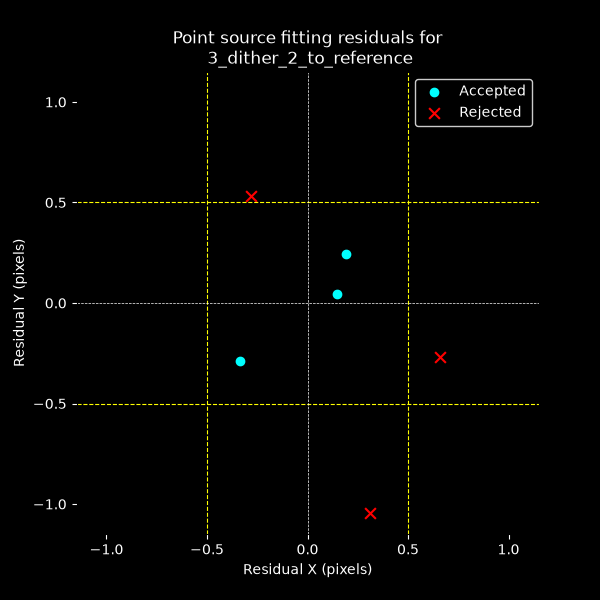 Point source fitting residuals for
3_dither_2_to_reference
Accepted
Rejected
1.0
0.5
0.0
−0.5
−1.0
Residual Y (pixels)
−1.0
−0.5
0.0
0.5
1.0
Residual X (pixels)